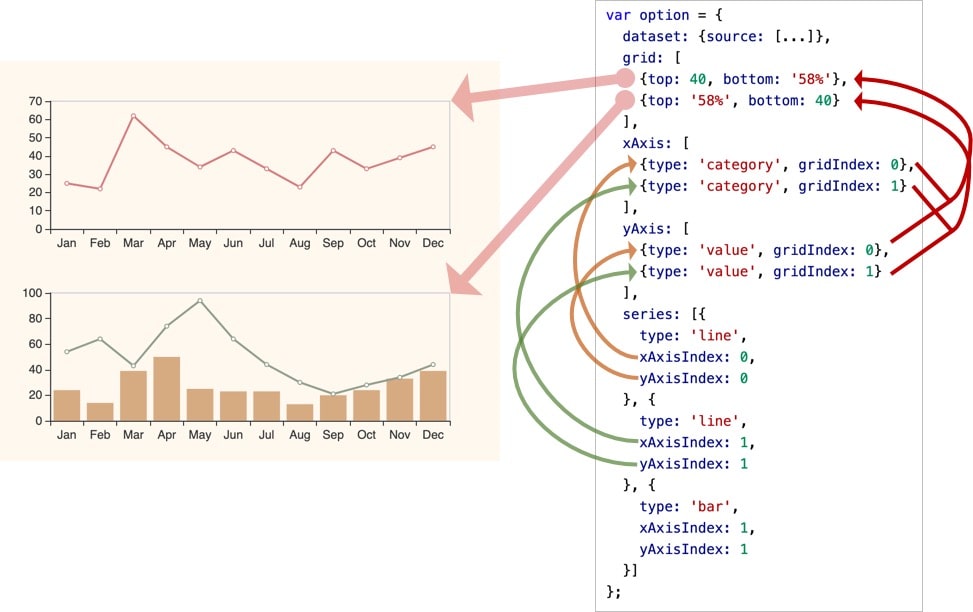 70
60
50
40
30
20
10
0
Jan Feb Mar Apr May Jun Jul Aug Sep Oct Nov Dec
100
80
60
40
20
0
Jan Feb Mar Apr May Jun Jul Aug Sep Oct Nov Dec
var option = {
  dataset: {source: [...]},
  grid: [
    {top: 40, bottom: '58%'},
    {top: '58%', bottom: 40}
  ],
  xAxis: [
    {type: 'category', gridIndex: 0},
    {type: 'category', gridIndex: 1}
  ],
  yAxis: [
    {type: 'value', gridIndex: 0},
    {type: 'value', gridIndex: 1}
  ],
  series: [{
    type: 'line',
    xAxisIndex: 0,
    yAxisIndex: 0
  }, {
    type: 'line',
    xAxisIndex: 1,
    yAxisIndex: 1
  }, {
    type: 'bar',
    xAxisIndex: 1,
    yAxisIndex: 1
  }]
};